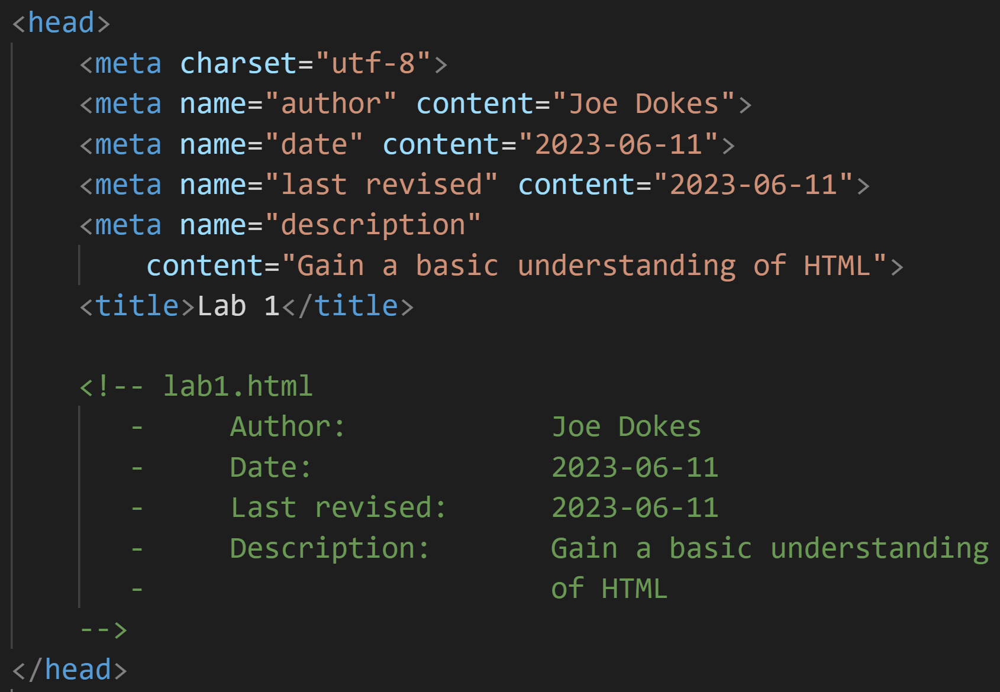 <head>
    <meta charset="utf-8">
    <meta name="author" content="Joe Dokes">
    <meta name="date" content="2023-06-11">
    <meta name="last revised" content="2023-06-11">
    <meta name="description"
        content="Gain a basic understanding of HTML">
    <title>Lab 1</title>

    <!-- lab1.html
       -     Author:            Joe Dokes
       -     Date:              2023-06-11
       -     Last revised:      2023-06-11
       -     Description:       Gain a basic understanding
       -                        of HTML
    -->
</head>